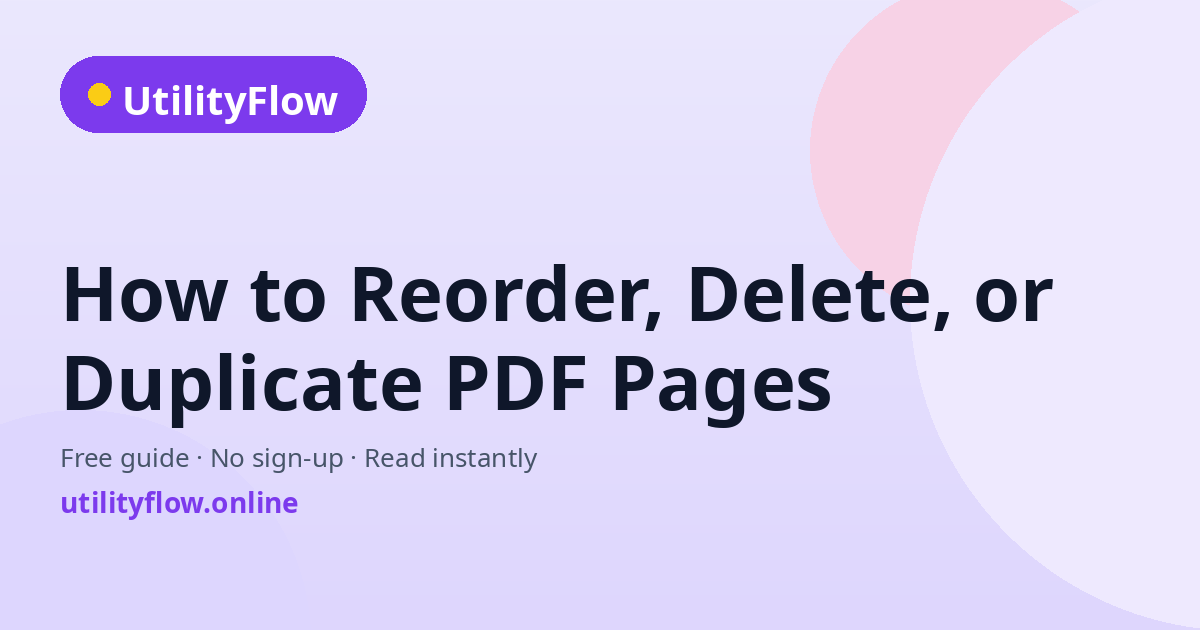 UtilityFlow
How to Reorder, Delete, or
Duplicate PDF Pages
Free guide · No sign-up · Read instantly
utilityflow.online